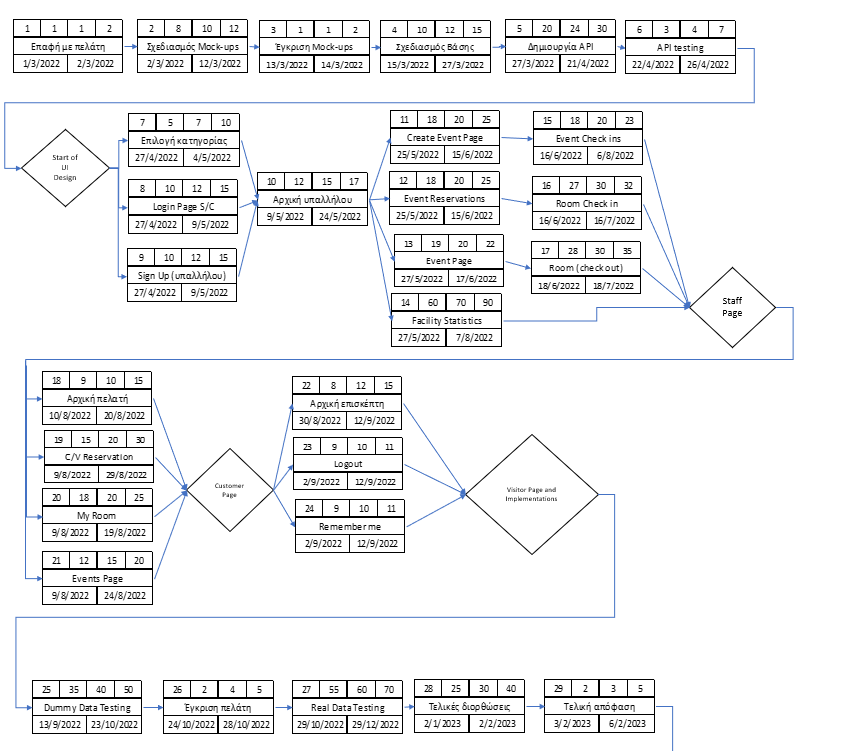 1 1 1 2
Επαφή με πελάτη
1/3/2022 2/3/2022
2 8 10 12
Σχεδιασμός Mock-ups
2/3/2022 12/3/2022
3 1 1 2
Έγκριση Mock-ups
13/3/2022 14/3/2022
4 10 12 15
Σχεδιασμός Βάσης
15/3/2022 27/3/2022
5 20 24 30
Δημιουργία API
27/3/2022 21/4/2022
6 3 4 7
API testing
22/4/2022 26/4/2022
Start of
UI
Design
7 5 7 10
Επιλογή κατηγορίας
27/4/2022 4/5/2022
8 10 12 15
Login Page S/C
27/4/2022 9/5/2022
9 10 12 15
Sign Up (υπαλλήλου)
27/4/2022 9/5/2022
10 12 15 17
Αρχική υπαλλήλου
9/5/2022 24/5/2022
11 18 20 25
Create Event Page
25/5/2022 15/6/2022
12 18 20 25
Event Reservations
25/5/2022 15/6/2022
13 19 20 22
Event Page
27/5/2022 17/6/2022
14 60 70 90
Facility Statistics
27/5/2022 7/8/2022
15 18 20 23
Event Check ins
16/6/2022 6/8/2022
16 27 30 32
Room Check in
16/6/2022 16/7/2022
17 28 30 35
Room (check out)
18/6/2022 18/7/2022
Staff
Page
18 9 10 15
Αρχική πελατή
10/8/2022 20/8/2022
19 15 20 30
C/V Reservation
9/8/2022 29/8/2022
20 18 20 25
My Room
9/8/2022 19/8/2022
21 12 15 20
Events Page
9/8/2022 24/8/2022
Customer
Page
22 8 12 15
Αρχική επισκέπτη
30/8/2022 12/9/2022
23 9 10 11
Logout
2/9/2022 12/9/2022
24 9 10 11
Remember me
2/9/2022 12/9/2022
Visitor Page and
Implementations
25 35 40 50
Dummy Data Testing
13/9/2022 23/10/2022
26 2 4 5
Έγκριση πελάτη
24/10/2022 28/10/2022
27 55 60 70
Real Data Testing
29/10/2022 29/12/2022
28 25 30 40
Τελικές διορθώσεις
2/1/2023 2/2/2023
29 2 3 5
Τελική απόφαση
3/2/2023 6/2/2023